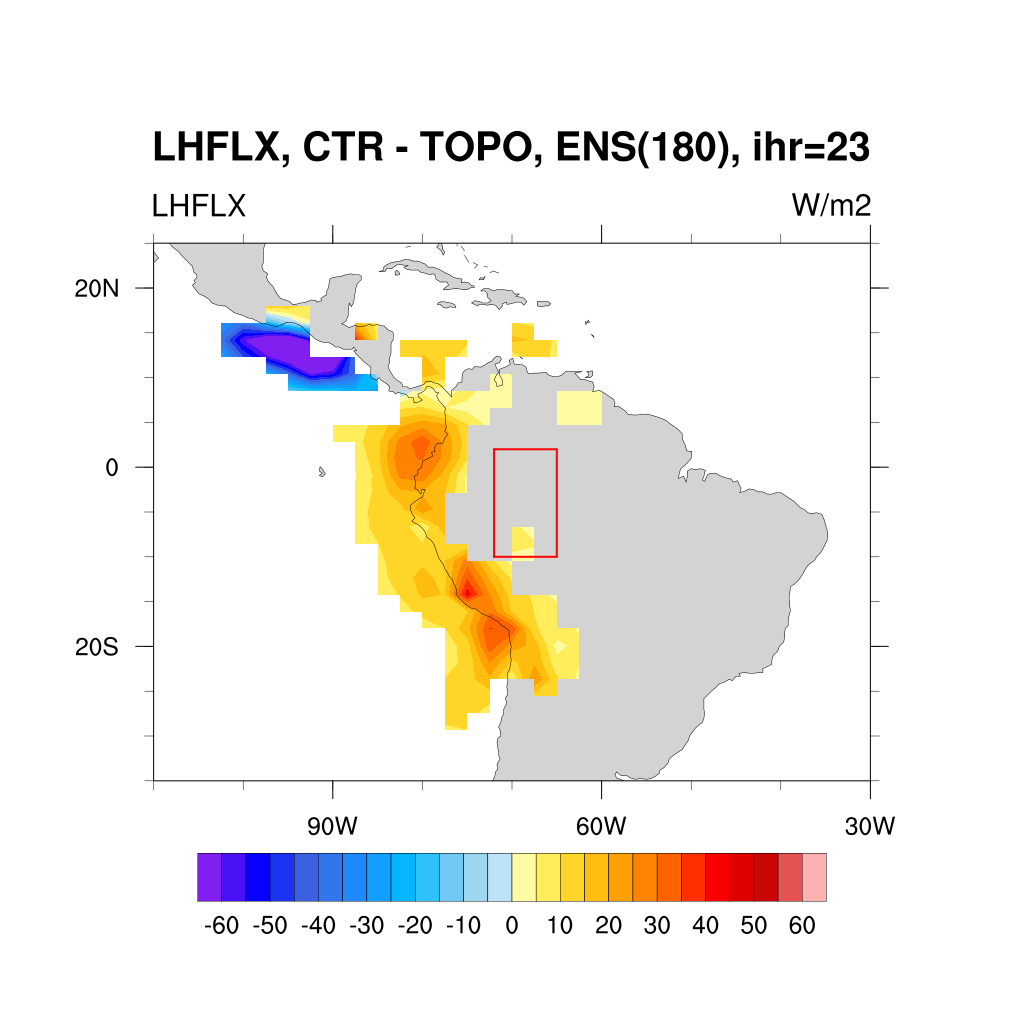 LHFLX, CTR - TOPO, ENS(180), ihr=23
LHFLX W/m2
20N
0
20S
90W 60W 30W
-60 -50 -40 -30 -20 -10 0 10 20 30 40 50 60